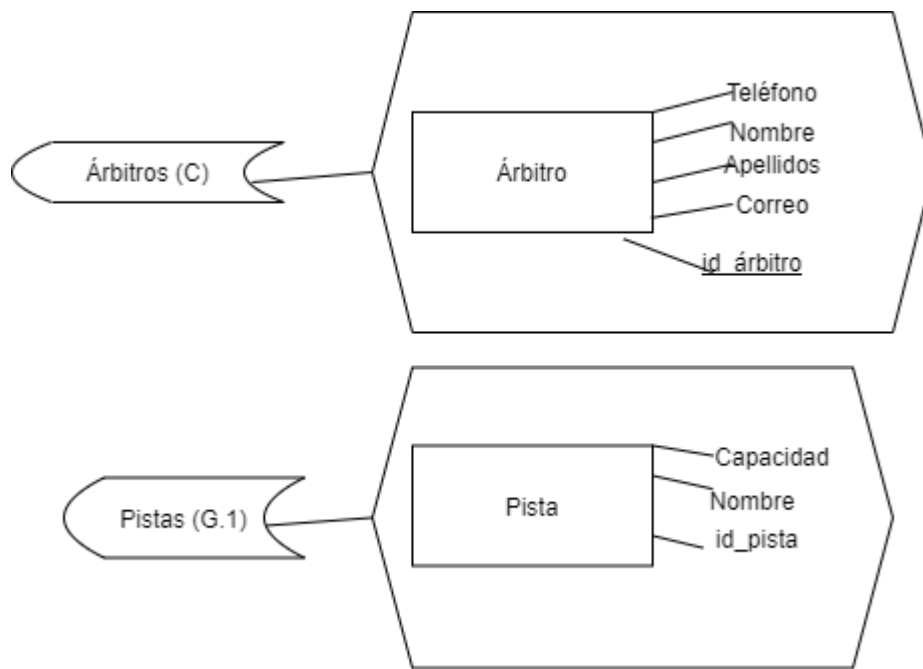 Teléfono
Nombre
Árbitros (C)
Árbitro
Apellidos
Correo
id_árbitro
Capacidad
Pistas (G.1)
Pista
Nombre
id_pista